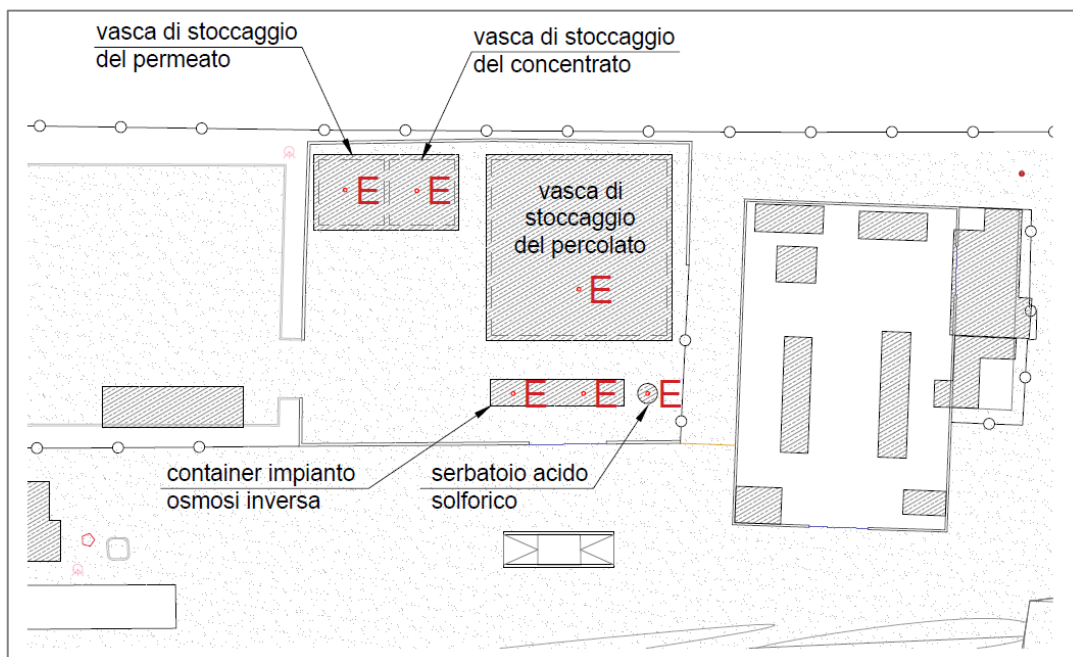 vasca di stoccaggio
del permeato
vasca di stoccaggio
del concentrato
E
E
vasca di
stoccaggio
del percolato
E
E
E
E
container impianto
osmosi inversa
serbatoio acido
solforico